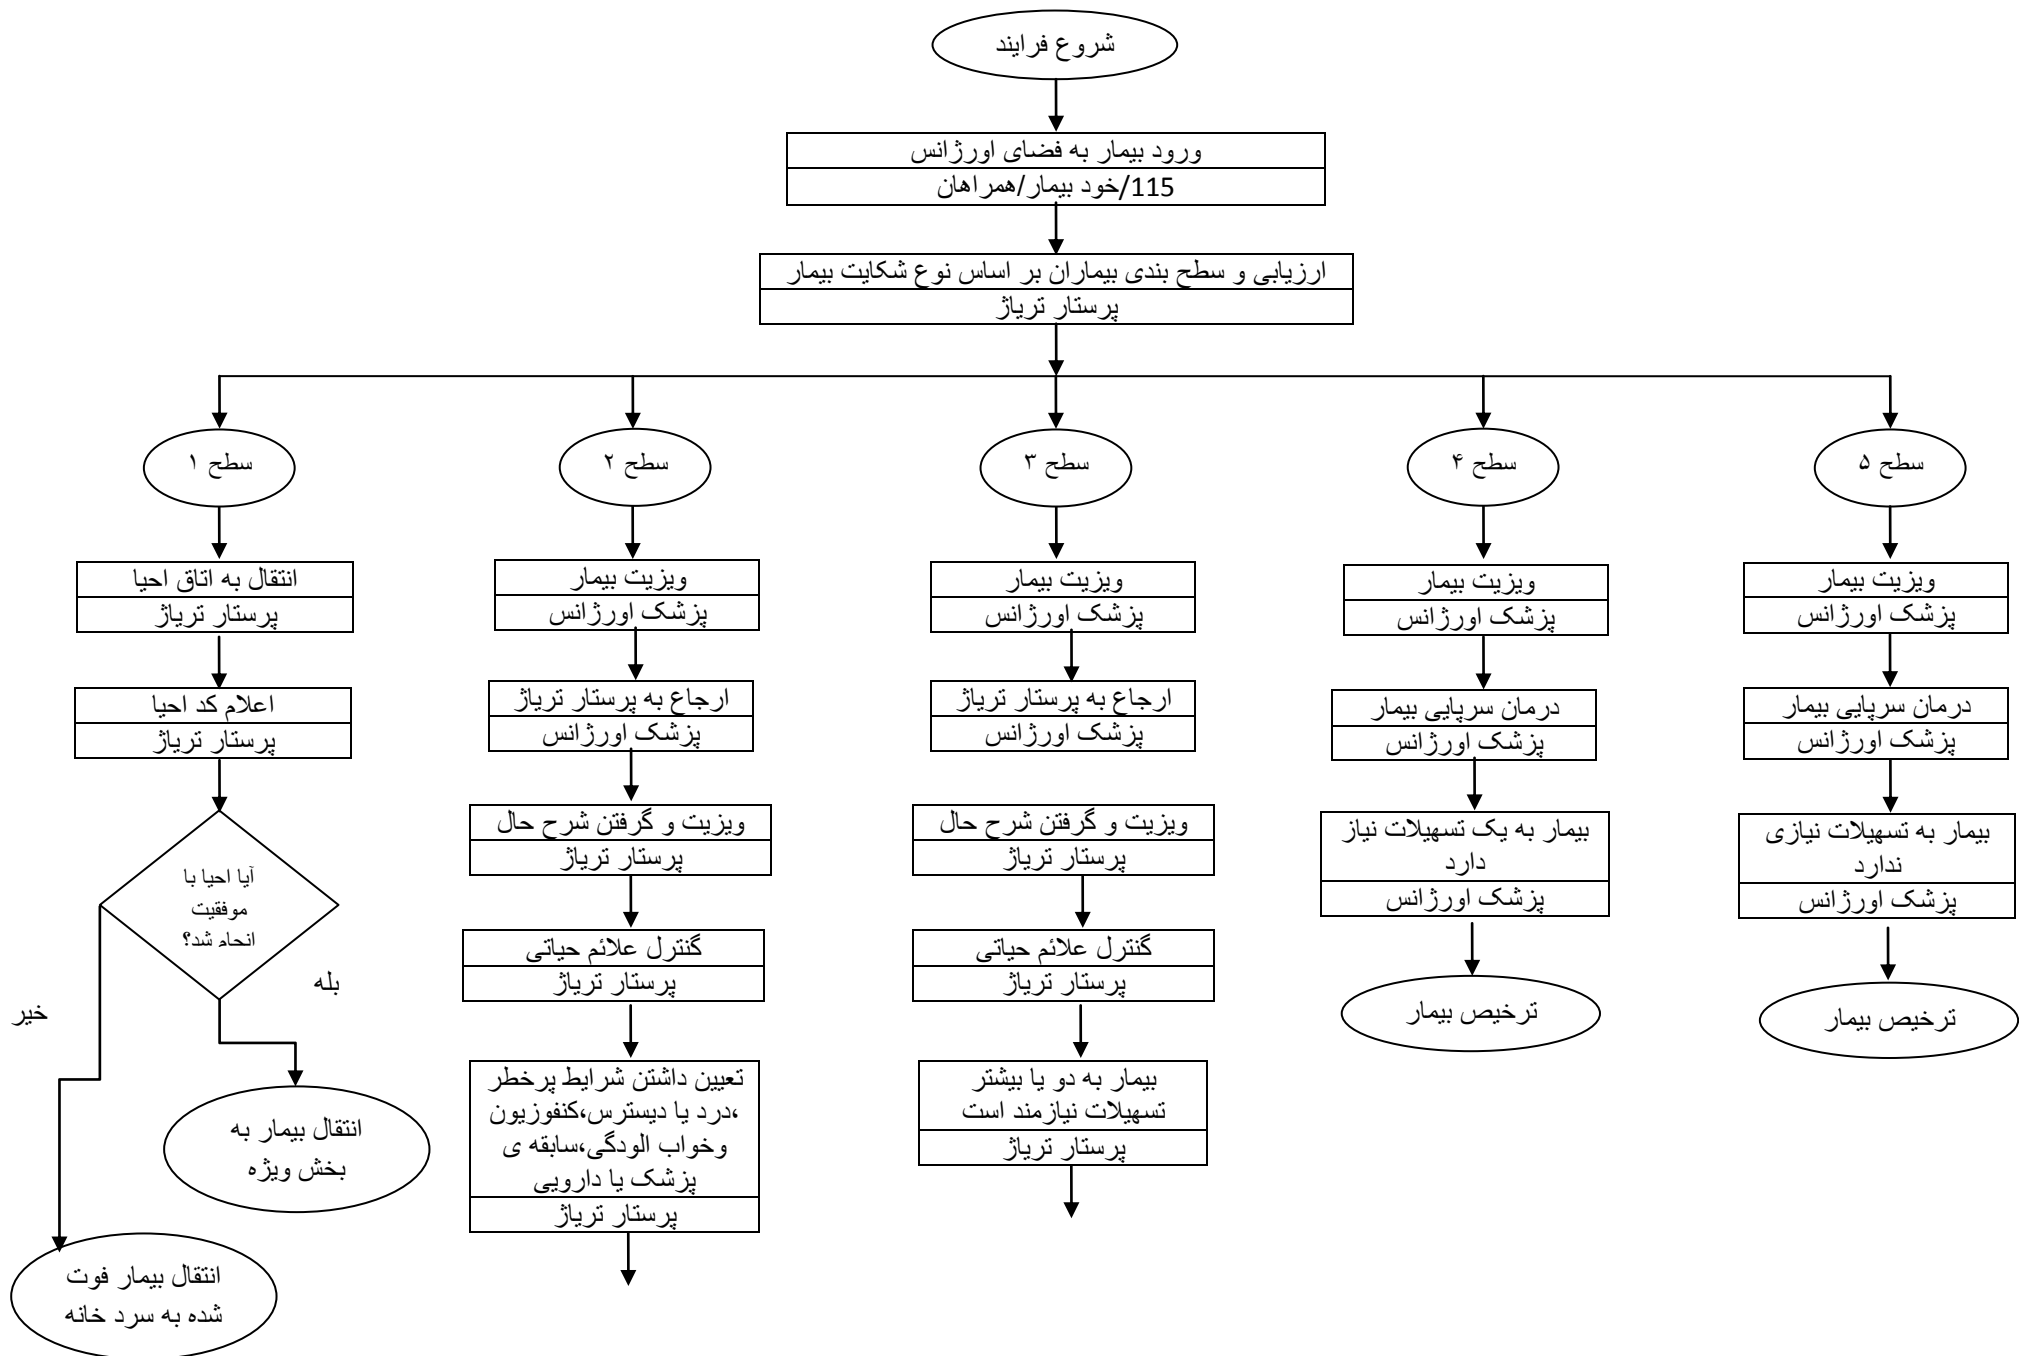 شروع فرایند
ورود بیمار به فضای اورژانس
115/خود بیمار/همراهان
ارزیابی و سطح بندی بیماران بر اساس نوع شکایت بیمار
پرستار تریاژ
سطح ۱
سطح ۲
سطح ۳
سطح ۴
سطح ۵
انتقال به اتاق احیا
پرستار تریاژ
اعلام کد احیا
پرستار تریاژ
آیا احیا با
موفقیت
انجام شد؟
بله
خیر
انتقال بیمار به
بخش ویژه
انتقال بیمار فوت
شده به سرد خانه
ویزیت بیمار
پزشک اورژانس
ارجاع به پرستار تریاژ
پزشک اورژانس
ویزیت و گرفتن شرح حال
پرستار تریاژ
گنترل علائم حیاتی
پرستار تریاژ
تعیین داشتن شرایط پرخطر
،درد یا دیسترس،کنفوزیون
وخواب الودگی،سابقه ی
پزشک یا دارویی
پرستار تریاژ
ویزیت بیمار
پزشک اورژانس
ارجاع به پرستار تریاژ
پزشک اورژانس
ویزیت و گرفتن شرح حال
پرستار تریاژ
گنترل علائم حیاتی
پرستار تریاژ
بیمار به دو یا بیشتر
تسهیلات نیازمند است
پرستار تریاژ
ویزیت بیمار
پزشک اورژانس
درمان سرپایی بیمار
پزشک اورژانس
بیمار به یک تسهیلات نیاز
دارد
پزشک اورژانس
ترخیص بیمار
ویزیت بیمار
پزشک اورژانس
درمان سرپایی بیمار
پزشک اورژانس
بیمار به تسهیلات نیازی
ندارد
پزشک اورژانس
ترخیص بیمار